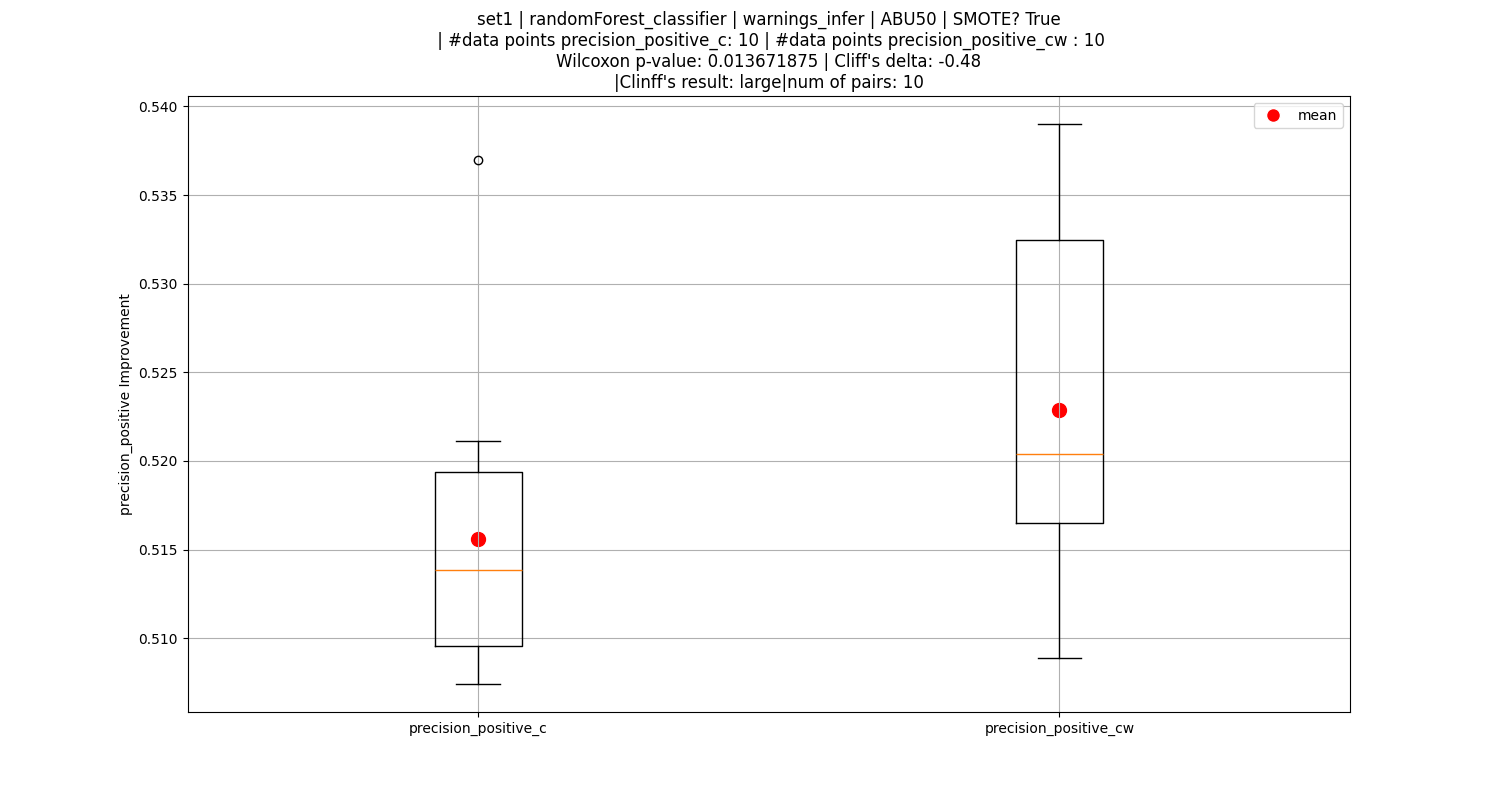 set1 | randomForest_classifier | warnings_infer | ABU50 | SMOTE? True
| #data points precision_positive_c: 10 | #data points precision_positive_cw : 10
Wilcoxon p-value: 0.013671875 | Cliff's delta: -0.48
|Clinff's result: large|num of pairs: 10
mean
0.540
0.535
0.530
0.525
0.520
0.515
0.510
precision_positive Improvement
precision_positive_c
precision_positive_cw